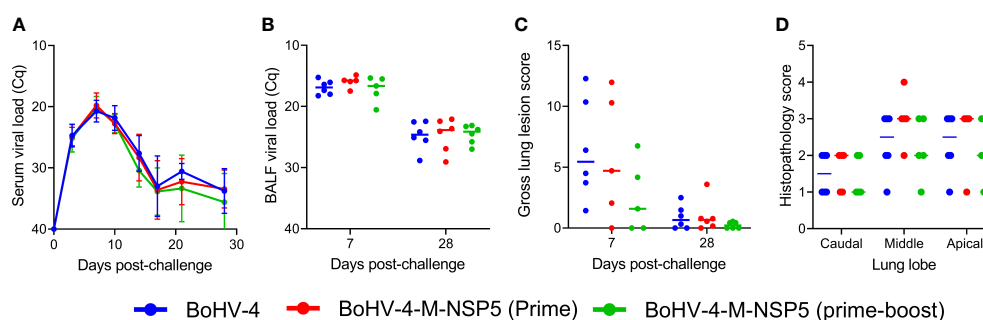 A
B
C
D
10
20
30
40
Serum viral load (Cq)
0
10
20
30
Days post-challenge
10
20
30
40
BALF viral load (Cq)
7
28
Days post-challenge
15
10
5
0
Gross lung lesion score
7
28
Days post-challenge
5
4
3
2
1
0
Histopathology score
Caudal
Middle
Apical
Lung lobe
BoHV-4
BoHV-4-M-NSP5 (Prime)
BoHV-4-M-NSP5 (prime-boost)